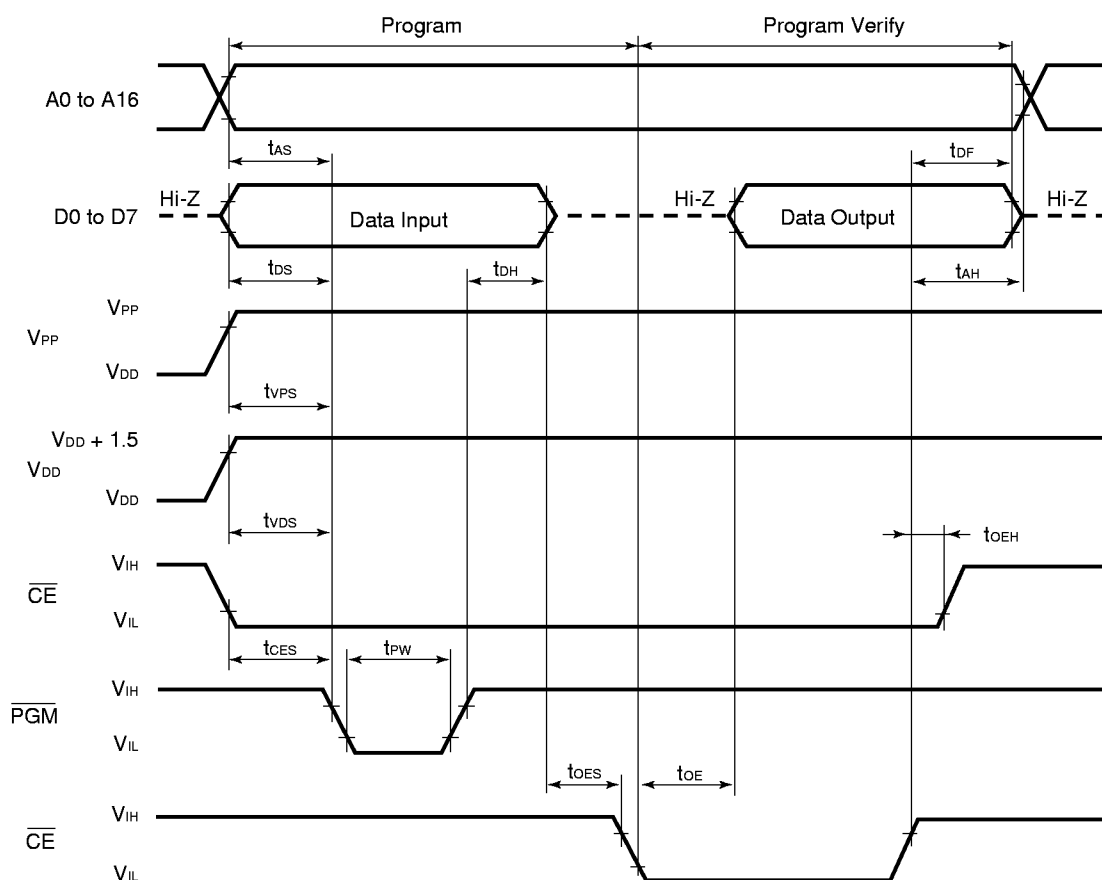 Program Program Verify
A0 to A16
tAS tDF
Hi-Z Hi-Z Hi-Z
D0 to D7 Data Input Data Output
tDS tDH tAH
VPP
VPP
VDD
tVPS
VDD + 1.5
VDD
VDD
tVDS
tOEH
VIH
CE
VIL
tCES tPW
VIH
PGM
VIL
tOES tOE
VIH
CE
VIL